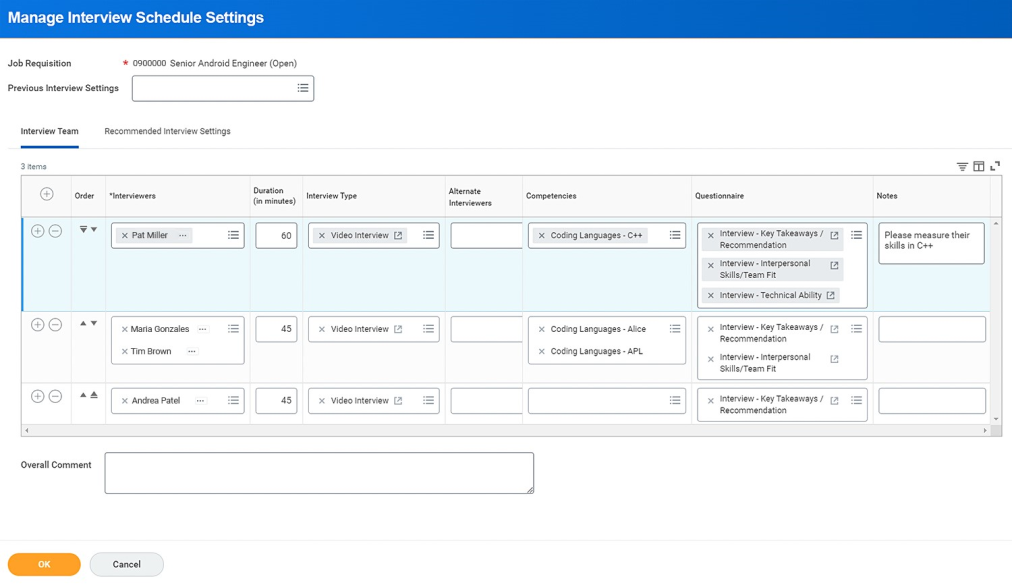 Manage Interview Schedule Settings
Job Requisition * 0900000 Senior Android Engineer (Open)
Previous Interview Settings
Interview Team Recommended Interview Settings
3 items
Order *Interviewers Duration (in minutes) Interview Type Alternate Interviewers Competencies Questionnaire Notes
Pat Miller 60 Video Interview Coding Languages - C++ Interview - Key Takeaways / Recommendation Please measure their skills in C++
Interview - Interpersonal Skills/Team Fit
Interview - Technical Ability
Maria Gonzales 45 Video Interview Coding Languages - Alice Interview - Key Takeaways / Recommendation
Tim Brown Coding Languages - APL Interview - Interpersonal Skills/Team Fit
Andrea Patel 45 Video Interview Interview - Key Takeaways / Recommendation
Overall Comment
OK Cancel